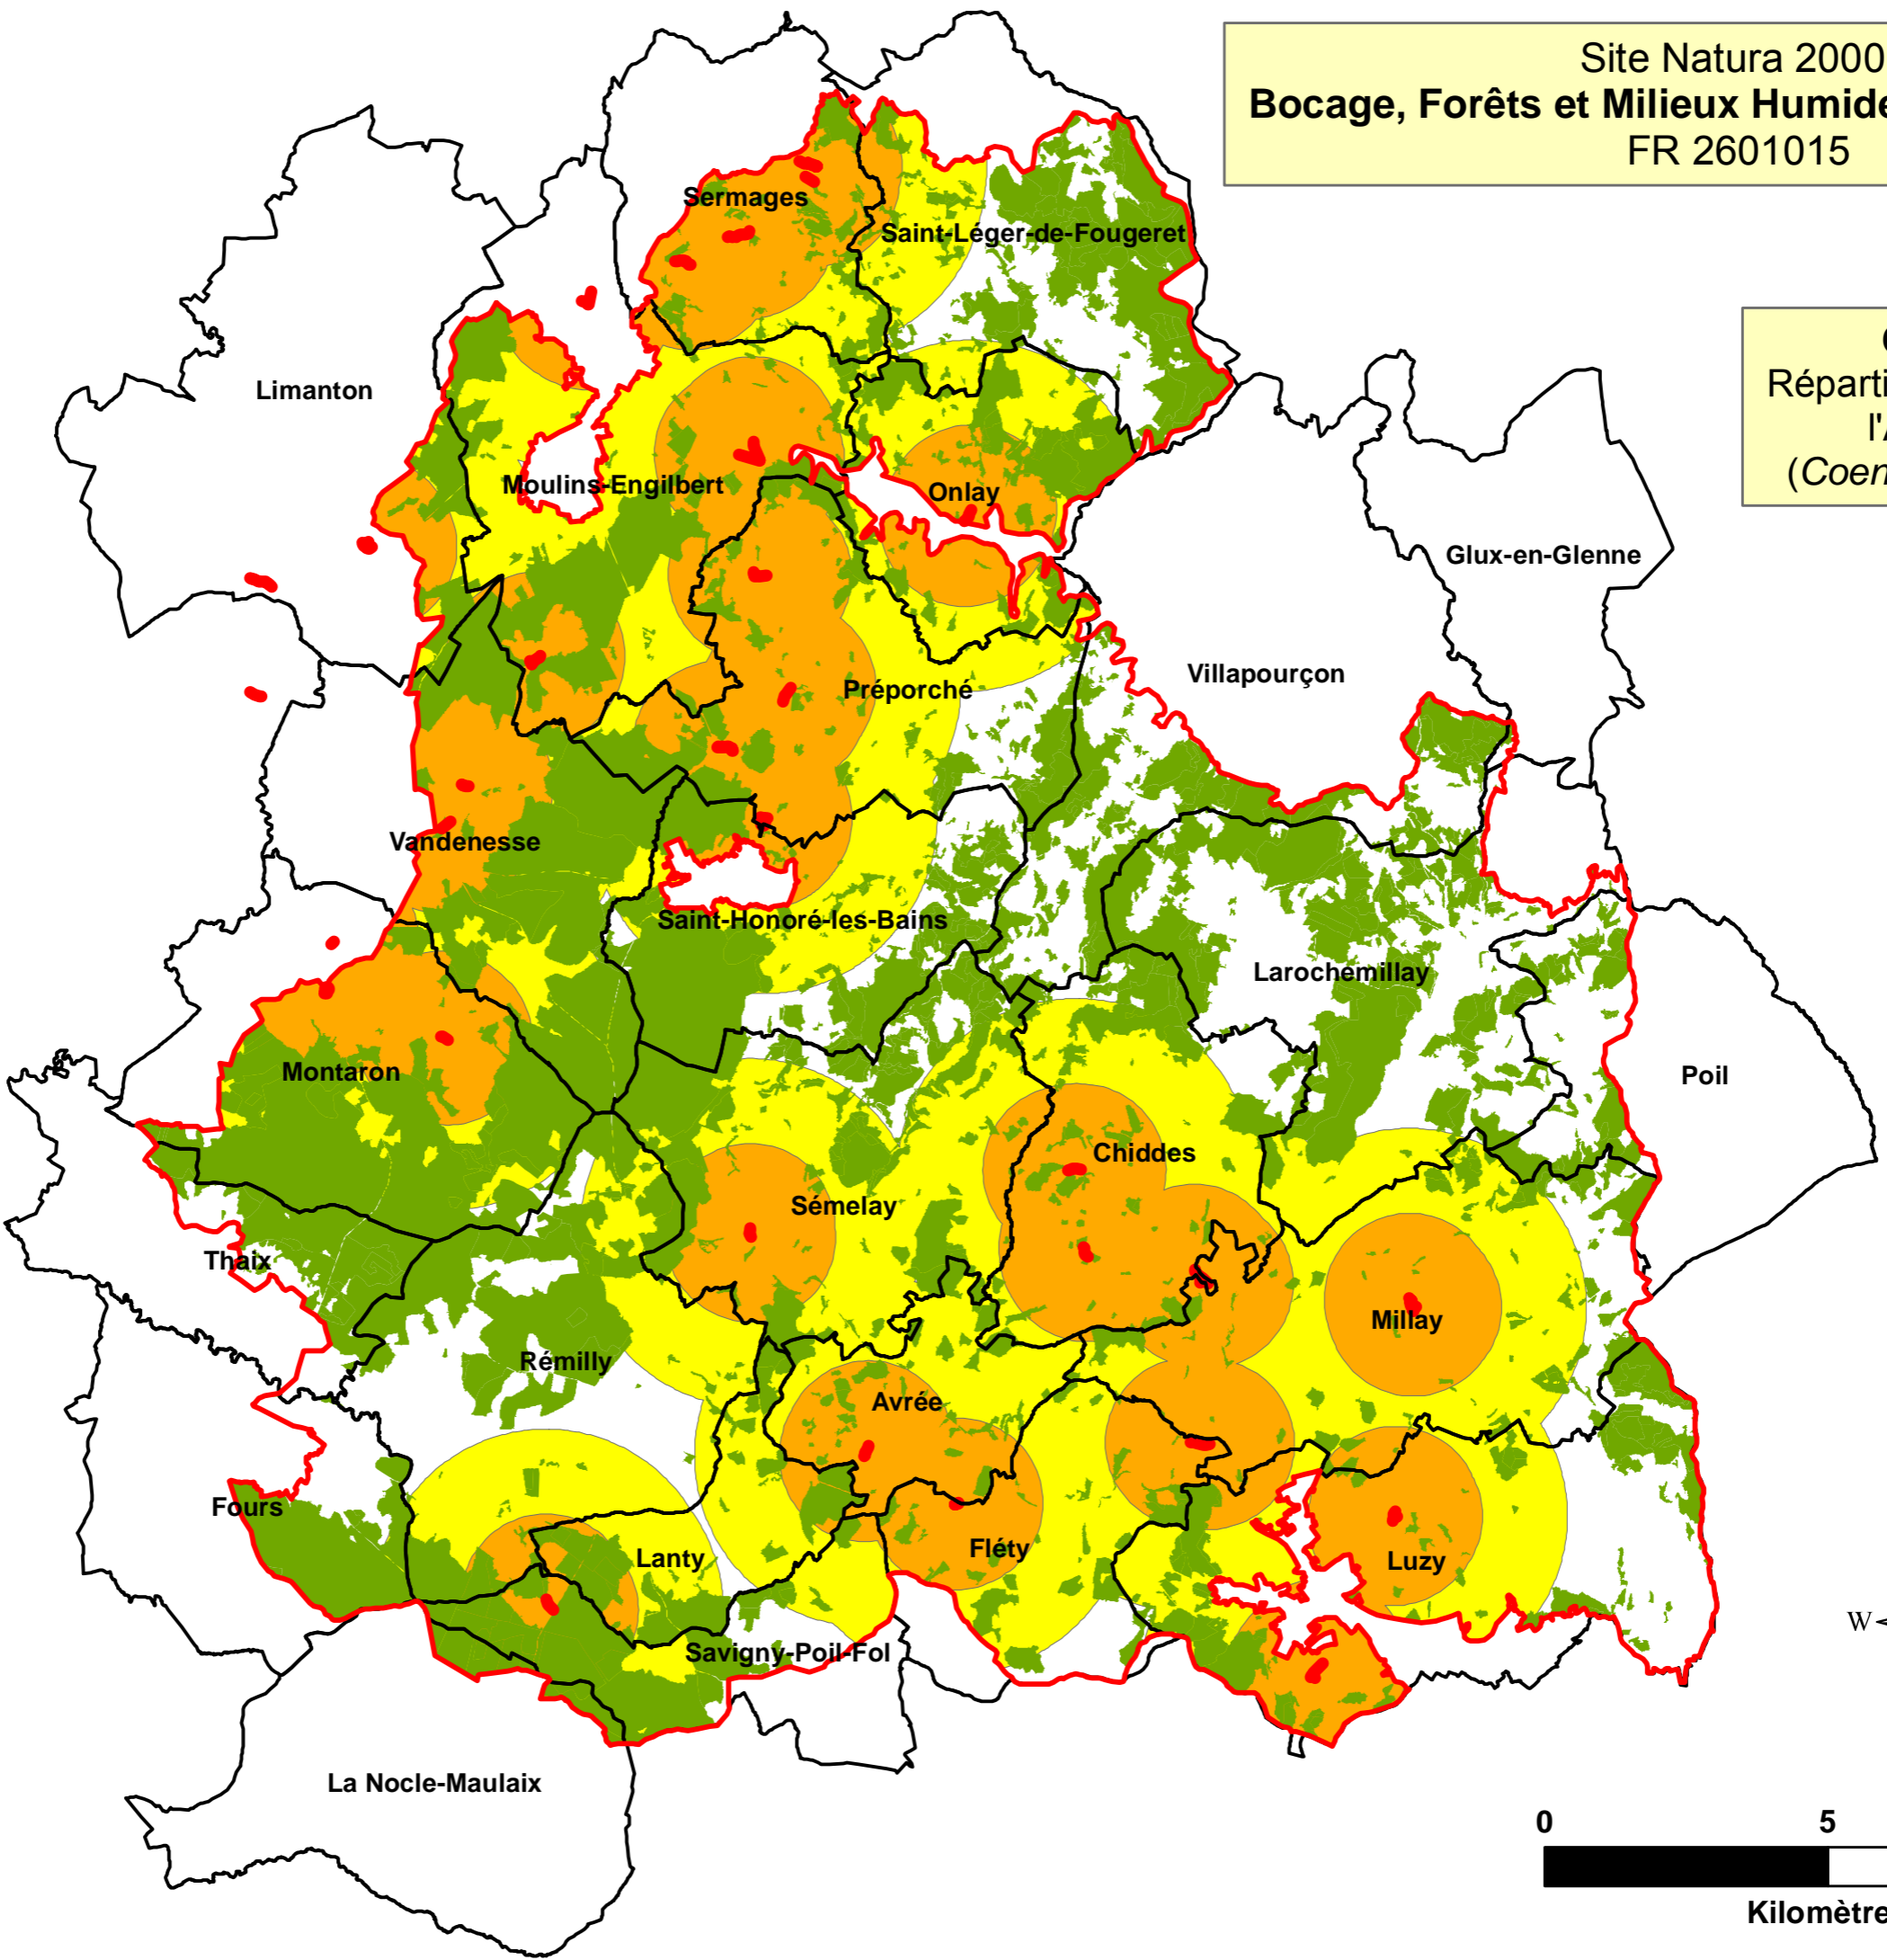 Site Natura 2000
Bocage, Forêts et Milieux Humide
FR 2601015
Réparti
l'A
(Coen
Sermages
Saint-Léger-de-Fougeret
Limanton
Moulins-Engilbert
Onlay
Glux-en-Glenne
Villapourçon
Préporché
Vandenesse
Saint-Honoré-les-Bains
Larochemillay
Montaron
Poil
Chiddes
Sémelay
Thaix
Millay
Rémilly
Avrée
Fours
Fléty
Lanty
Luzy
W
Savigny-Poil-Fol
La Nocle-Maulaix
0 5
Kilomètre